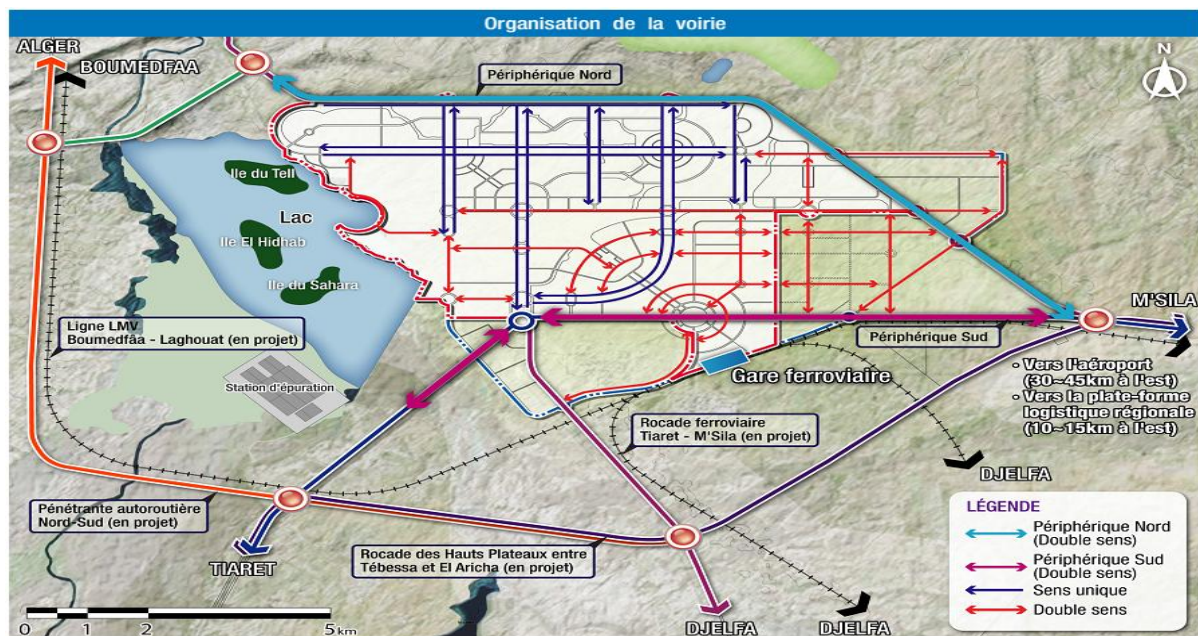 Organisation de la voirie
ALGER
BOUMEDFAA
Périphérique Nord
N
Ile du Tell
Lac
Ile El Hidhab
Ile du Sahara
Ligne LMV
Boumedfâa - Laghouat (en projet)
Station d'épuration
M'SILA
Périphérique Sud
Gare ferroviaire
- Vers l'aéroport
(30~45km à l'est)
- Vers la plate-forme
logistique régionale
(10~15km à l'est)
Rocade ferroviaire
Tiaret - M'Sila (en projet)
DJELFA
Pénétrante autoroutière
Nord-Sud (en projet)
TIARET
Rocade des Hauts Plateaux entre
Tébessa et El Aricha (en projet)
LÉGENDE
Périphérique Nord
(Double sens)
Périphérique Sud
(Double sens)
Sens unique
Double sens
0 1 2 5 km
DJELFA
DJELFA